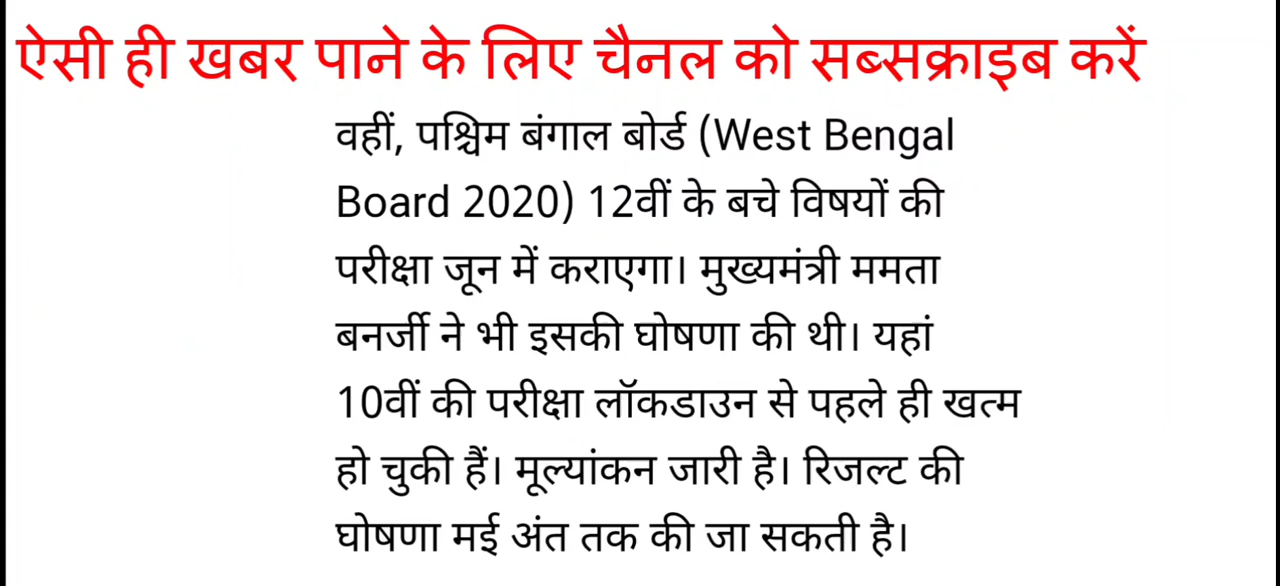 ऐसी ही खबर पाने के लिए चैनल को सब्सक्राइब करें
वहीं, पश्चिम बंगाल बोर्ड (West Bengal
Board 2020) 12वीं के बचे विषयों की
परीक्षा जून में कराएगा। मुख्यमंत्री ममता
बनर्जी ने भी इसकी घोषणा की थी। यहां
10वीं की परीक्षा लॉकडाउन से पहले ही खत्म
हो चुकी हैं। मूल्यांकन जारी है। रिजल्ट की
घोषणा मई अंत तक की जा सकती है।